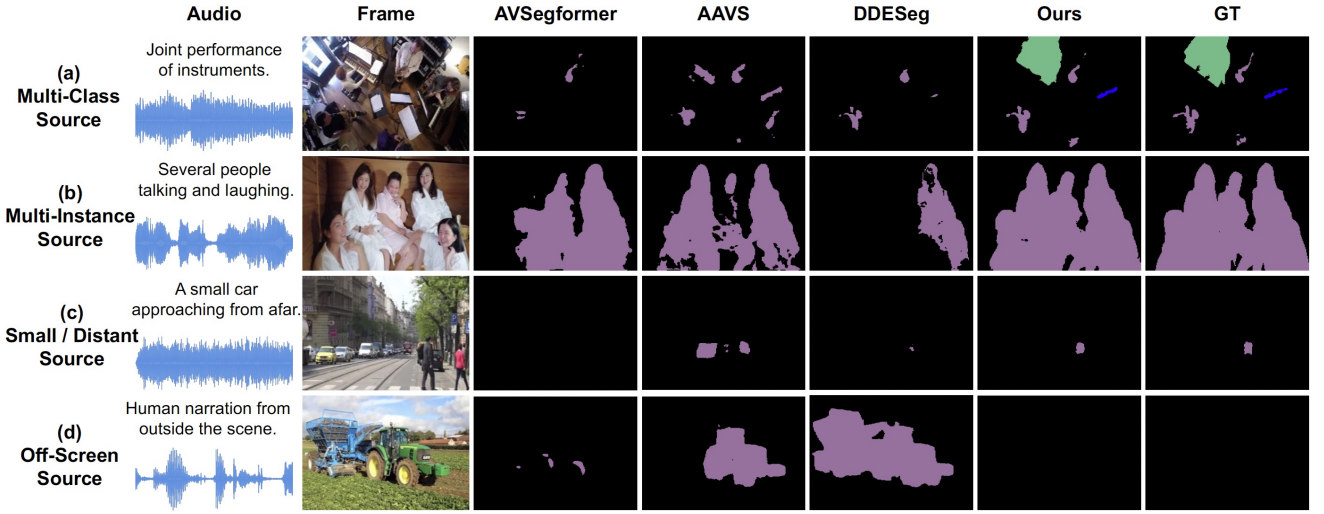 Audio Frame AVSegformer AAVS DDESeg Ours GT
(a)
Multi-Class
Source
Joint performance
of instruments.
(b)
Multi-Instance
Source
Several people
talking and laughing.
(c)
Small / Distant
Source
A small car
approaching from afar.
(d)
Off-Screen
Source
Human narration from
outside the scene.